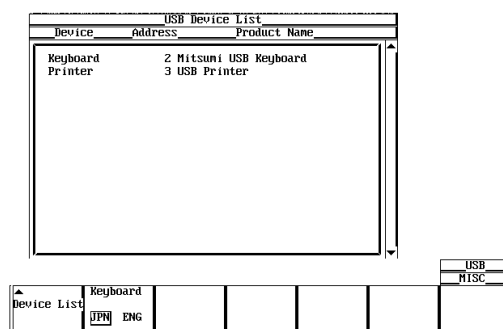 USB Device List
Device Address Product Name
Keyboard 2 Mitsumi USB Keyboard
Printer 3 USB Printer
USB
MISC
Device List
Keyboard
JPN ENG